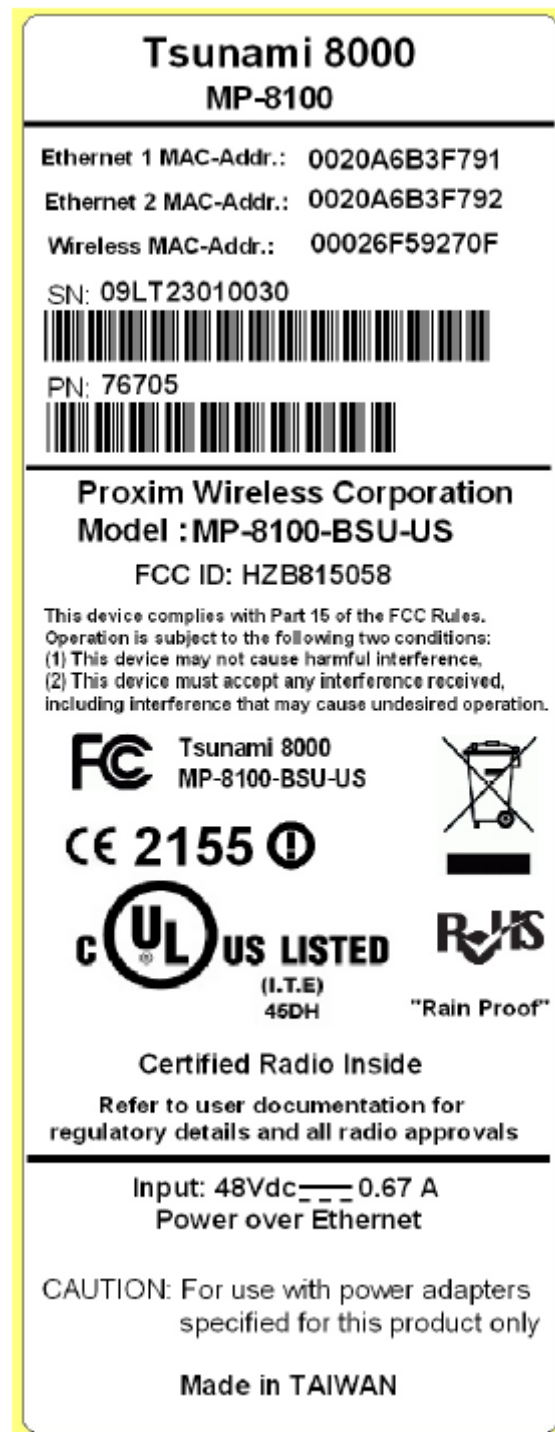 Tsunami 8000
MP-8100
Ethernet 1 MAC-Addr.: 0020A6B3F791
Ethernet 2 MAC-Addr.: 0020A6B3F792
Wireless MAC-Addr.: 00026F59270F
SN: 09LT23010030
PN: 76705
Proxim Wireless Corporation
Model :MP-8100-BSU-US
FCC ID: HZB815058
This device complies with Part 15 of the FCC Rules.
Operation is subject to the following two conditions:
(1) This device may not cause harmful interference,
(2) This device must accept any interference received,
including interference that may cause undesired operation.
FC Tsunami 8000
MP-8100-BSU-US
CE 2155
C UL ® US LISTED
RoHS
(I.T.E)
45DH
"Rain Proof"
Certified Radio Inside
Refer to user documentation for
regulatory details and all radio approvals
Input: 48Vdc 0.67 A
Power over Ethernet
CAUTION: For use with power adapters
specified for this product only
Made in TAIWAN